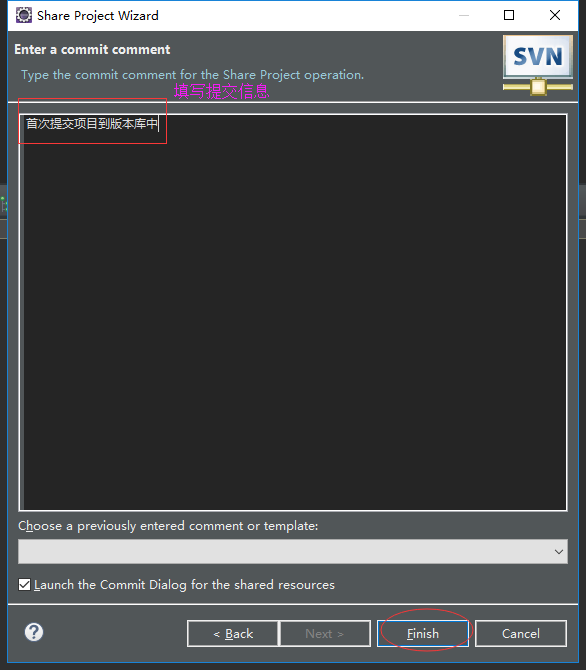 Share Project Wizard
Enter a commit comment
Type the commit comment for the Share Project operation.
SVN
填写提交信息
首次提交项目到版本库中
Choose a previously entered comment or template:
Launch the Commit Dialog for the shared resources
?
< Back
Next >
Finish
Cancel